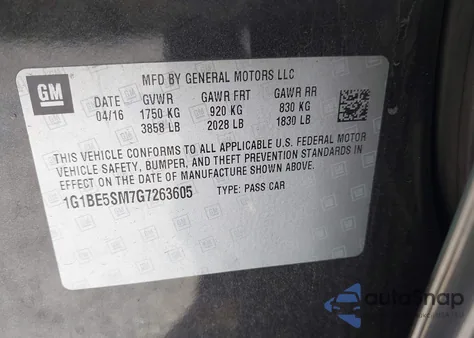 GM
MFD BY GENERAL MOTORS LLC
DATE GVWR GAWR FRT GAWR RR
04/16 1750 KG 920 KG 830 KG
3858 LB 2028 LB 1830 LB
THIS VEHICLE CONFORMS TO ALL APPLICABLE U.S. FEDERAL MOTOR
VEHICLE SAFETY, BUMPER, AND THEFT PREVENTION STANDARDS IN
EFFECT ON THE DATE OF MANUFACTURE SHOWN ABOVE.
1G1BE5SM7G7263605 TYPE: PASS CAR
autoSnap